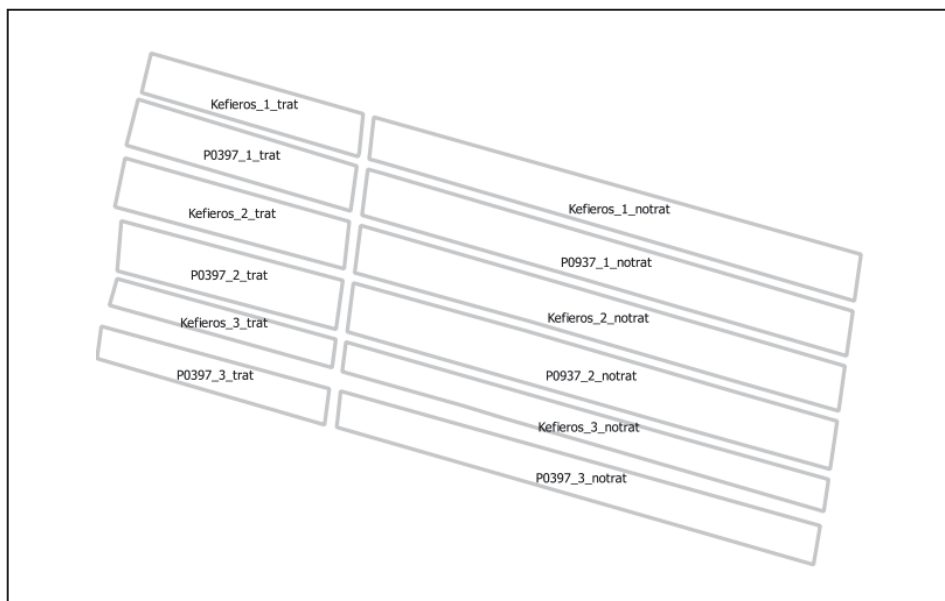 Kefieros_1_trat
P0397_1_trat
Kefieros_2_trat
P0397_2_trat
Kefieros_3_trat
P0397_3_trat
Kefieros_1_notrat
P0937_1_notrat
Kefieros_2_notrat
P0937_2_notrat
Kefieros_3_notrat
P0397_3_notrat